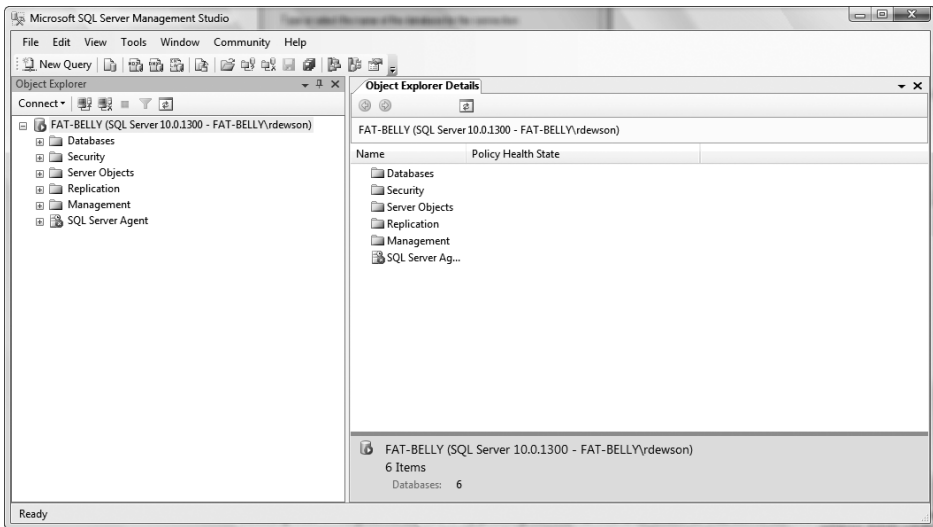 Microsoft SQL Server Management Studio
File Edit View Tools Window Community Help
New Query
Object Explorer
Connect
FAT-BELLY (SQL Server 10.0.1300 - FAT-BELLY\rdewson)
Databases
Security
Server Objects
Replication
Management
SQL Server Agent
Object Explorer Details
FAT-BELLY (SQL Server 10.0.1300 - FAT-BELLY\rdewson)
Name Policy Health State
Databases
Security
Server Objects
Replication
Management
SQL Server Ag...
FAT-BELLY (SQL Server 10.0.1300 - FAT-BELLY\rdewson)
6 Items
Databases: 6
Ready